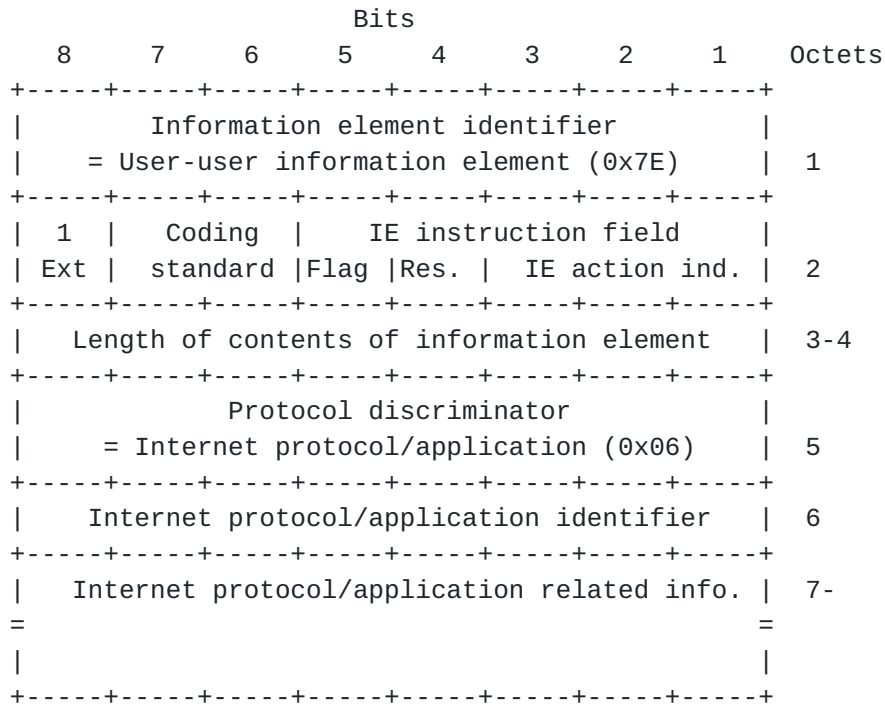 Bits
   8     7     6     5     4     3     2     1    Octets
+-----+-----+-----+-----+-----+-----+-----+-----+
|         Information element identifier         |
|     = User-user information element (0x7E)     |  1
+-----+-----+-----+-----+-----+-----+-----+-----+
|  1  |   Coding  |    IE instruction field     |
| Ext |  standard |Flag |Res. |  IE action ind. |  2
+-----+-----+-----+-----+-----+-----+-----+-----+
|   Length of contents of information element   |  3-4
+-----+-----+-----+-----+-----+-----+-----+-----+
|             Protocol discriminator            |
|     = Internet protocol/application (0x06)    |  5
+-----+-----+-----+-----+-----+-----+-----+-----+
|    Internet protocol/application identifier   |  6
+-----+-----+-----+-----+-----+-----+-----+-----+
|   Internet protocol/application related info. |  7-
=                                               =
|                                               |
+-----+-----+-----+-----+-----+-----+-----+-----+